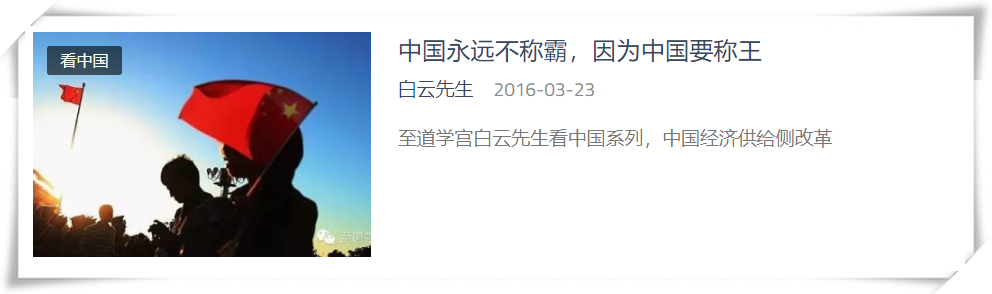 看中国
中国永远不称霸，因为中国要称王
白云先生 2016-03-23
至道学宫白云先生看中国系列，中国经济供给侧改革